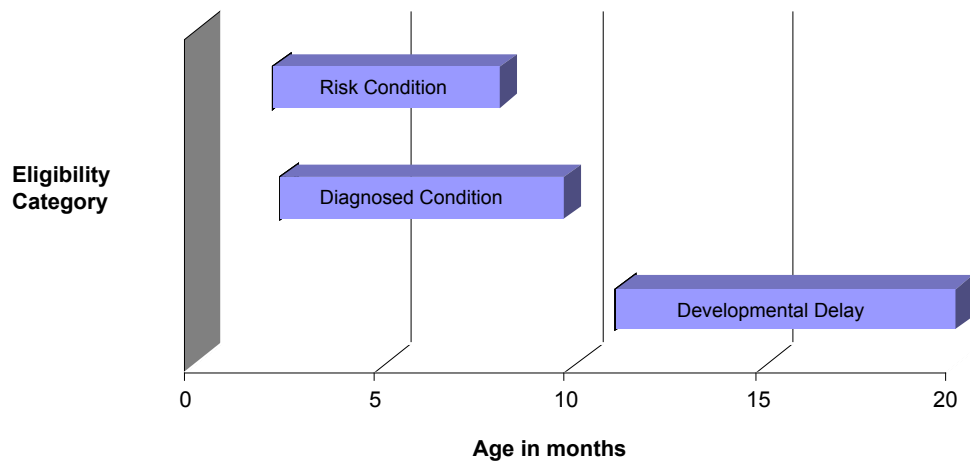 Risk Condition
Eligibility
Category
Diagnosed Condition
Developmental Delay
0
5
10
15
20
Age in months